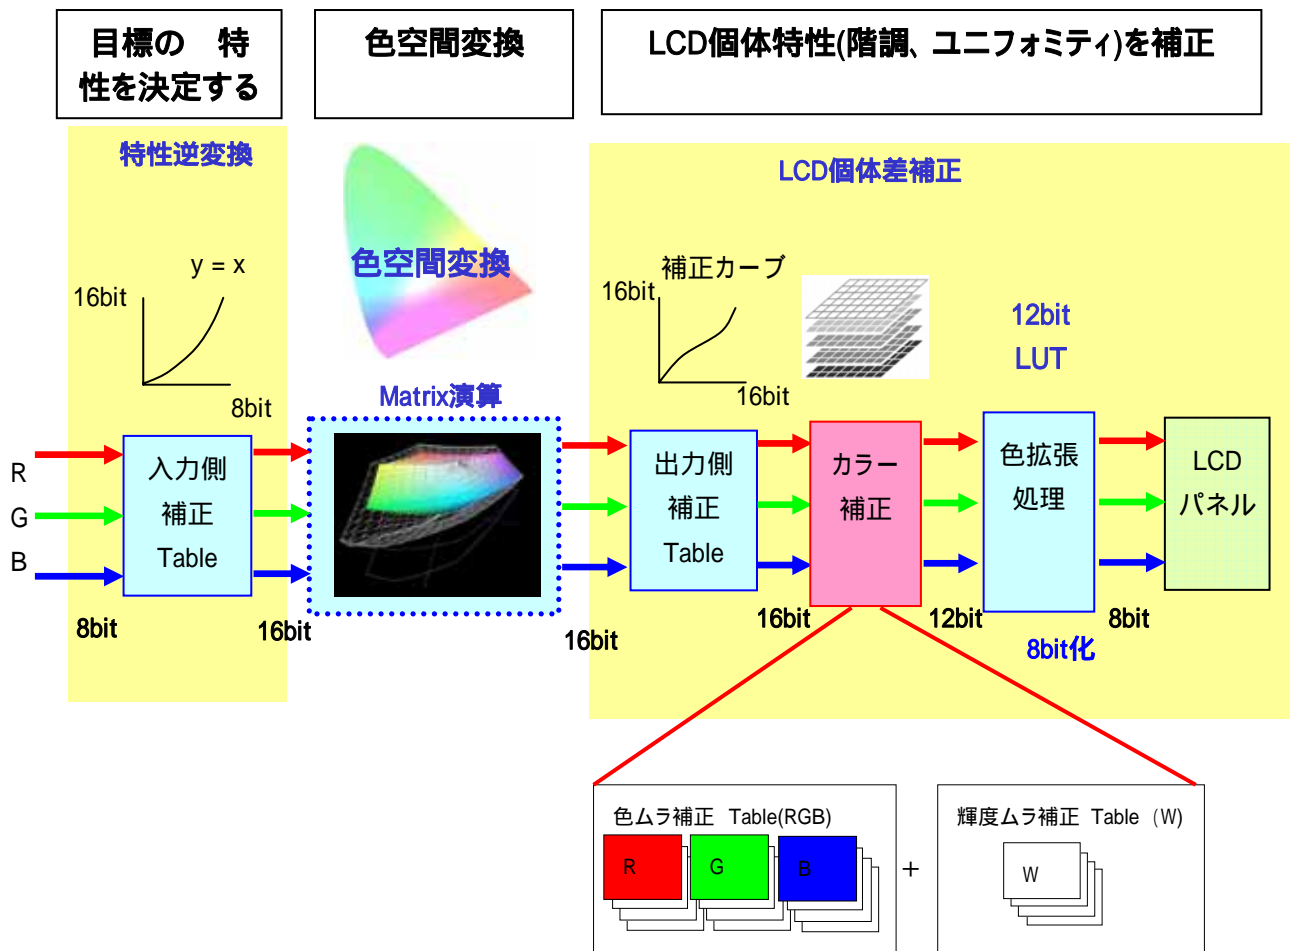 目標の 特
性を決定する
色空間変換
LCD個体特性(階調、ユニフォミティ)を補正
特性逆変換
y = x
16bit
8bit
色空間変換
Matrix演算
LCD個体差補正
補正カーブ
16bit
16bit
12bit
LUT
R
G
B
入力側
補正
Table
出力側
補正
Table
カラー
補正
色拡張
処理
LCD
パネル
8bit
16bit
16bit
16bit
12bit
8bit
8bit化
色ムラ補正 Table(RGB)
R
G
B
+
輝度ムラ補正 Table (W)
W